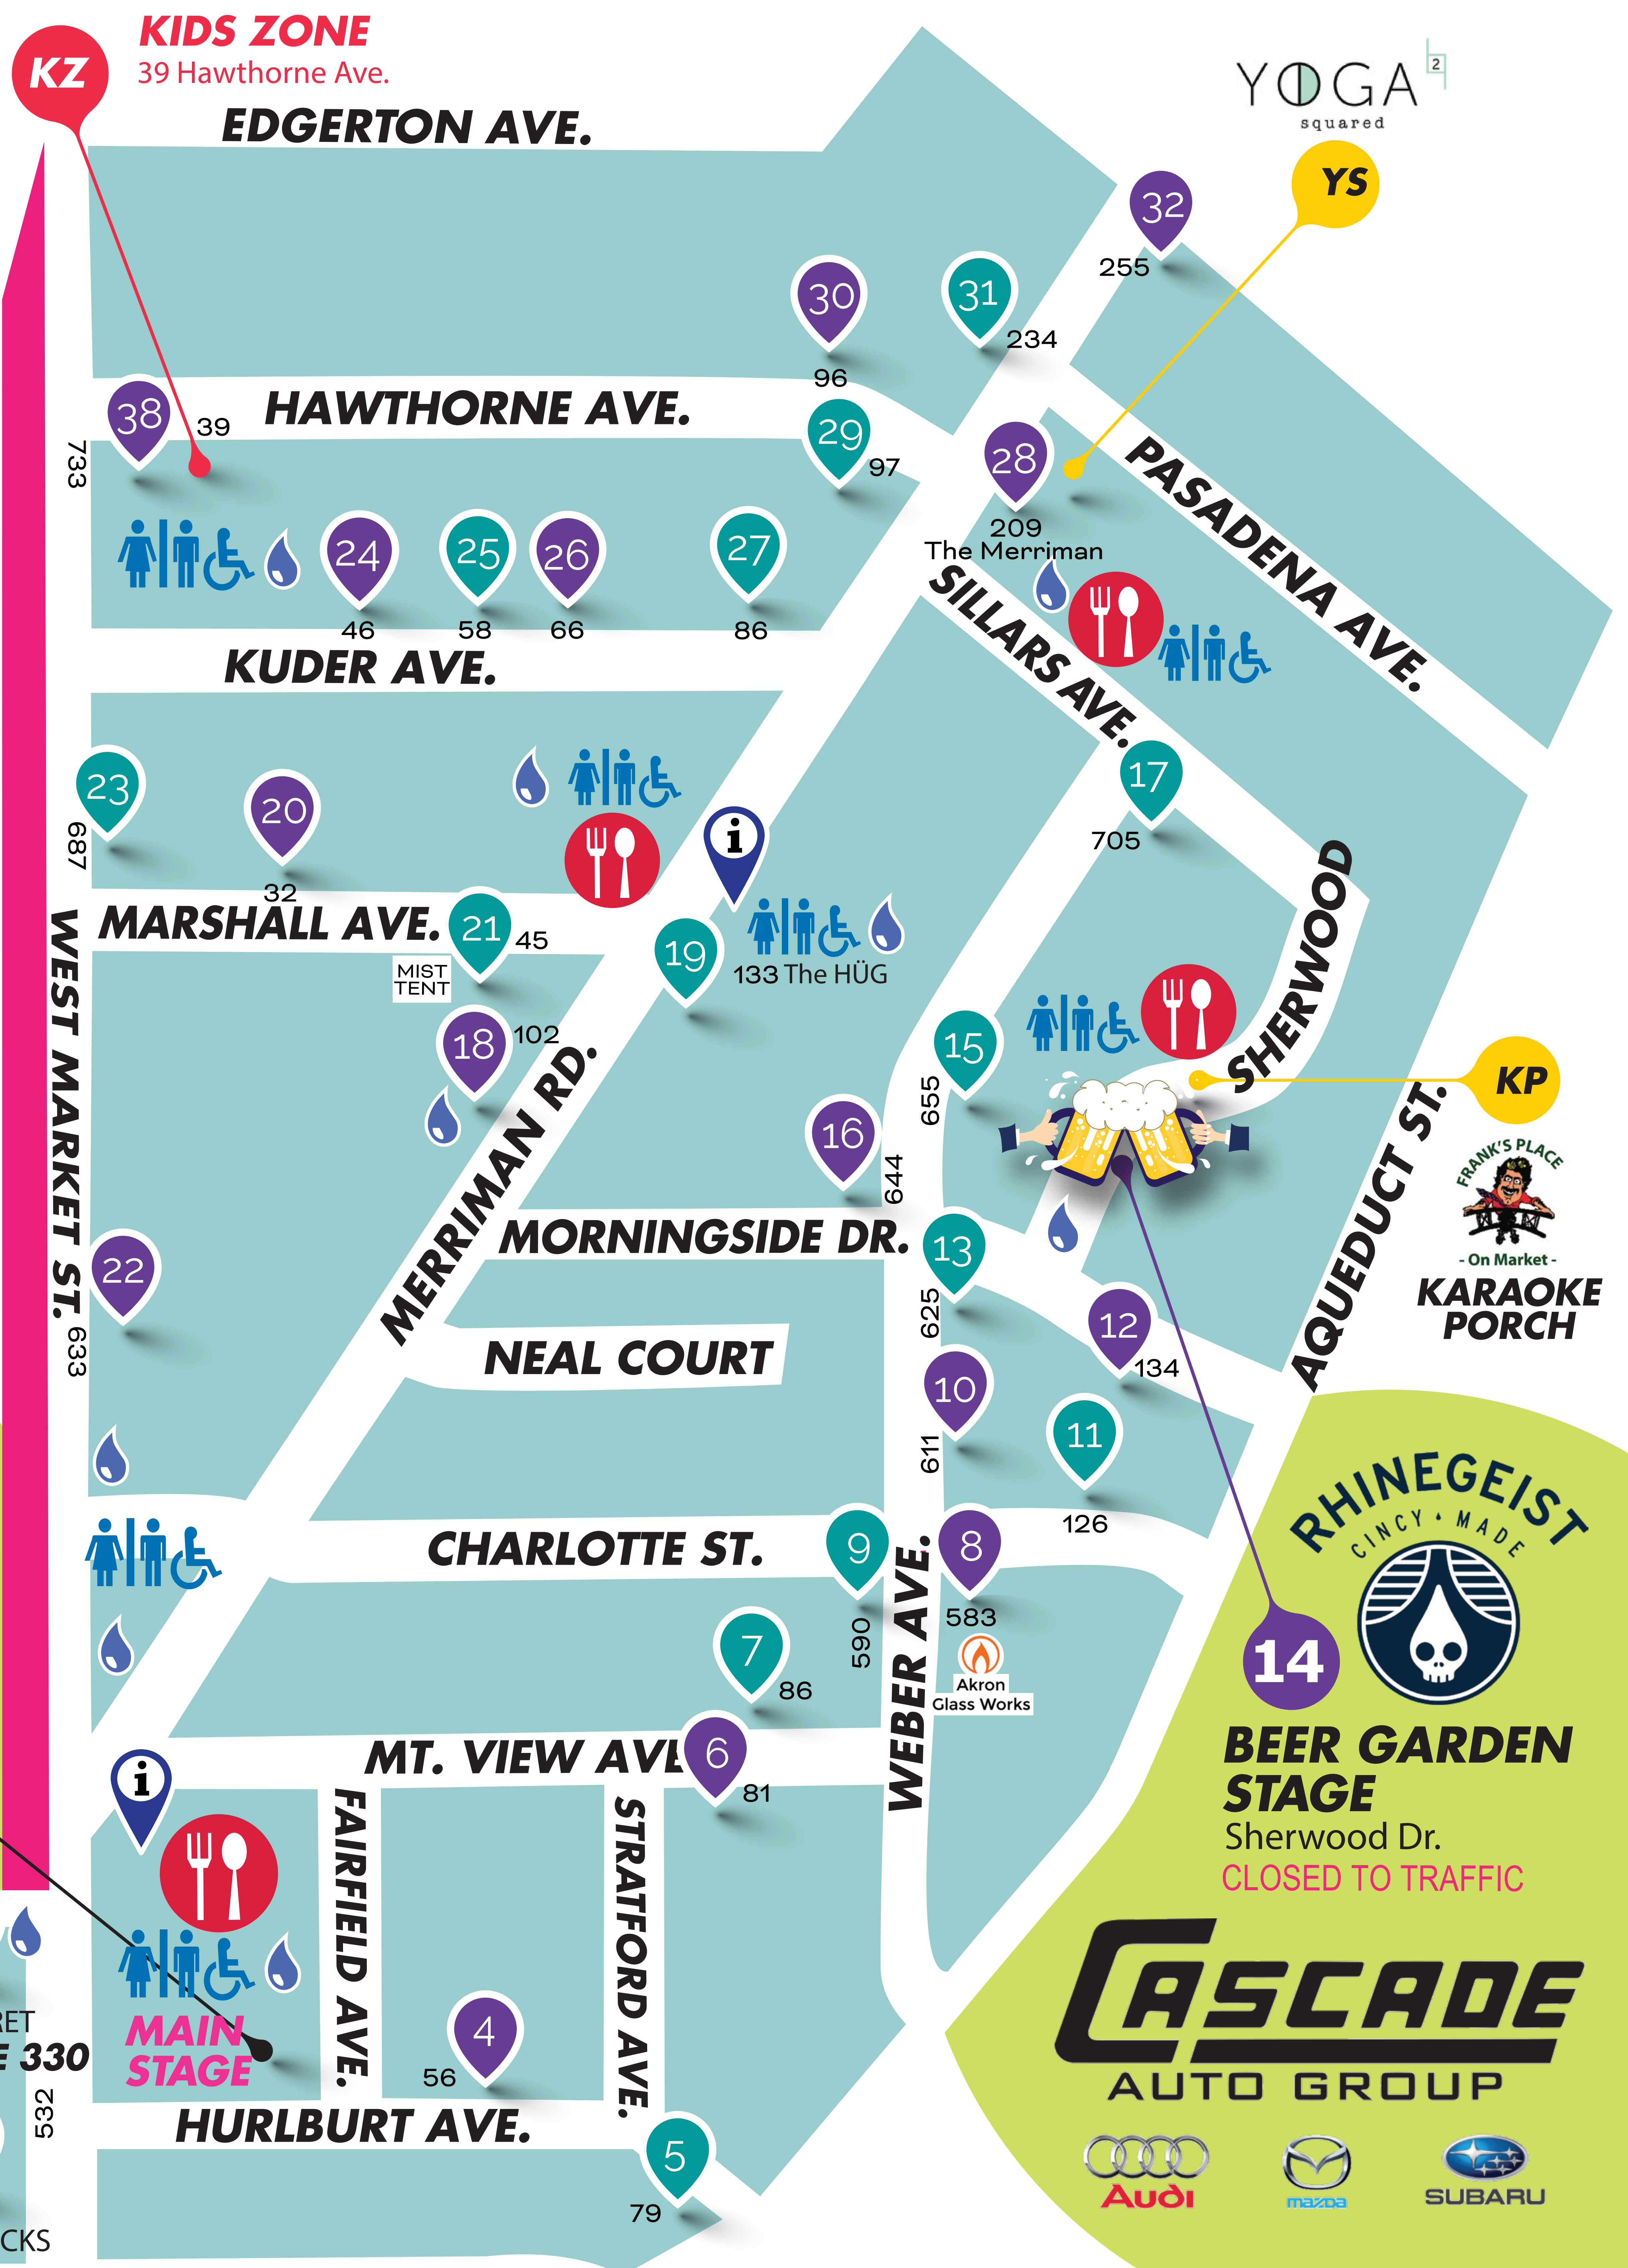 KZ
KIDS ZONE
39 Hawthorne Ave.
EDGERTON AVE.
YOGA 2
squared
YS
32
255
30
31
234
96
38
39
HAWTHORNE AVE.
29
97
28
209
The Merriman
733
PASADENA AVE.
24
25
26
27
46
58
66
86
SILLARS AVE.
KUDER AVE.
23
20
17
705
687
32
i
MARSHALL AVE.
21
45
MIST
TENT
19
133 The HÜG
18
102
WEST MARKET ST.
MERRIMAN RD.
15
655
SHERWOOD
KP
16
644
AQUEDUCT ST.
FRANK'S PLACE
- On Market -
KARAOKE
PORCH
MORNINGSIDE DR.
13
625
22
633
12
134
NEAL COURT
10
611
11
126
RHINEGEIST
CINCY • MADE
CHARLOTTE ST.
9
590
8
583
Akron
Glass Works
WEBER AVE.
7
86
14
BEER GARDEN
STAGE
Sherwood Dr.
CLOSED TO TRAFFIC
MT. VIEW AVE
6
81
i
FAIRFIELD AVE.
STRATFORD AVE.
MAIN
STAGE
RET
E 330
532
4
56
HURLBURT AVE.
5
79
CKS
CASCADE
AUTO GROUP
Audi
mazda
SUBARU